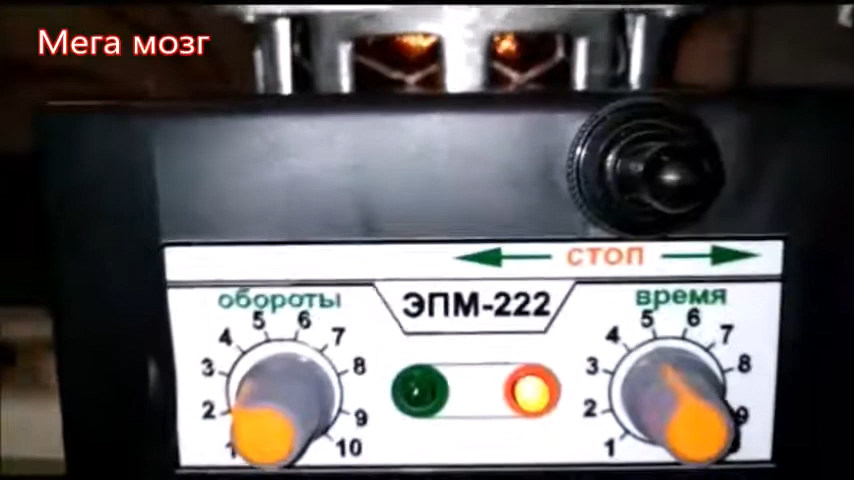 Мега мозг
СТОП
обороты
ЭПМ-222
время
1 2 3 4 5 6 7 8 9 10
1 2 3 4 5 6 7 8 9